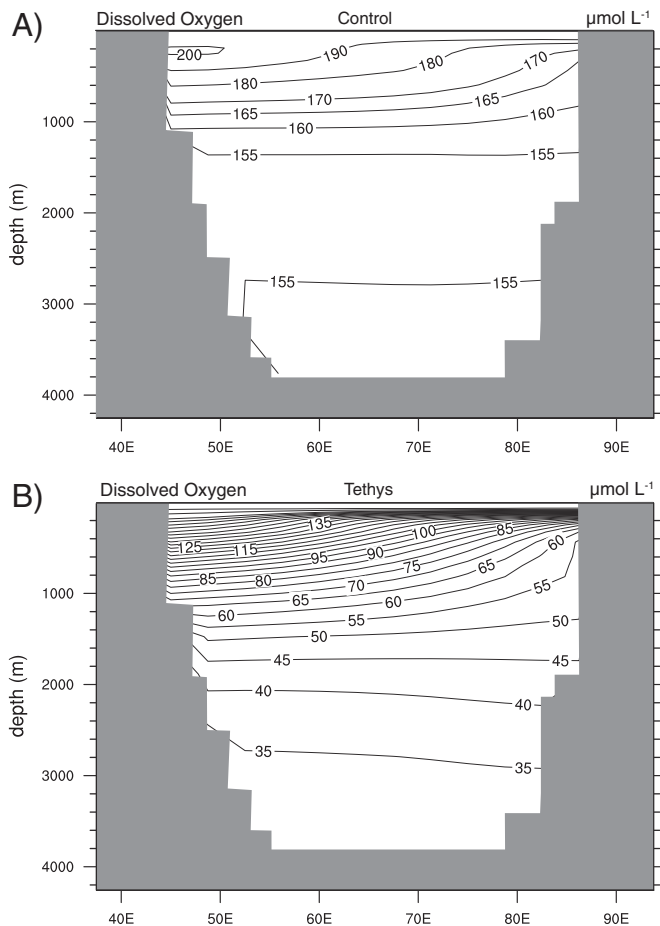 A) Dissolved Oxygen Control µmol L-1
200 190 180 170
180 170 165 160
165
160
155 155
155 155
1000
2000
3000
4000
depth (m)
40E 50E 60E 70E 80E 90E
B) Dissolved Oxygen Tethys µmol L-1
135 100 85 60
125 115 95 90 75 65 55
85 80 70 60 50
65 55
60 50
45 45
40 40
35 35
1000
2000
3000
4000
depth (m)
40E 50E 60E 70E 80E 90E